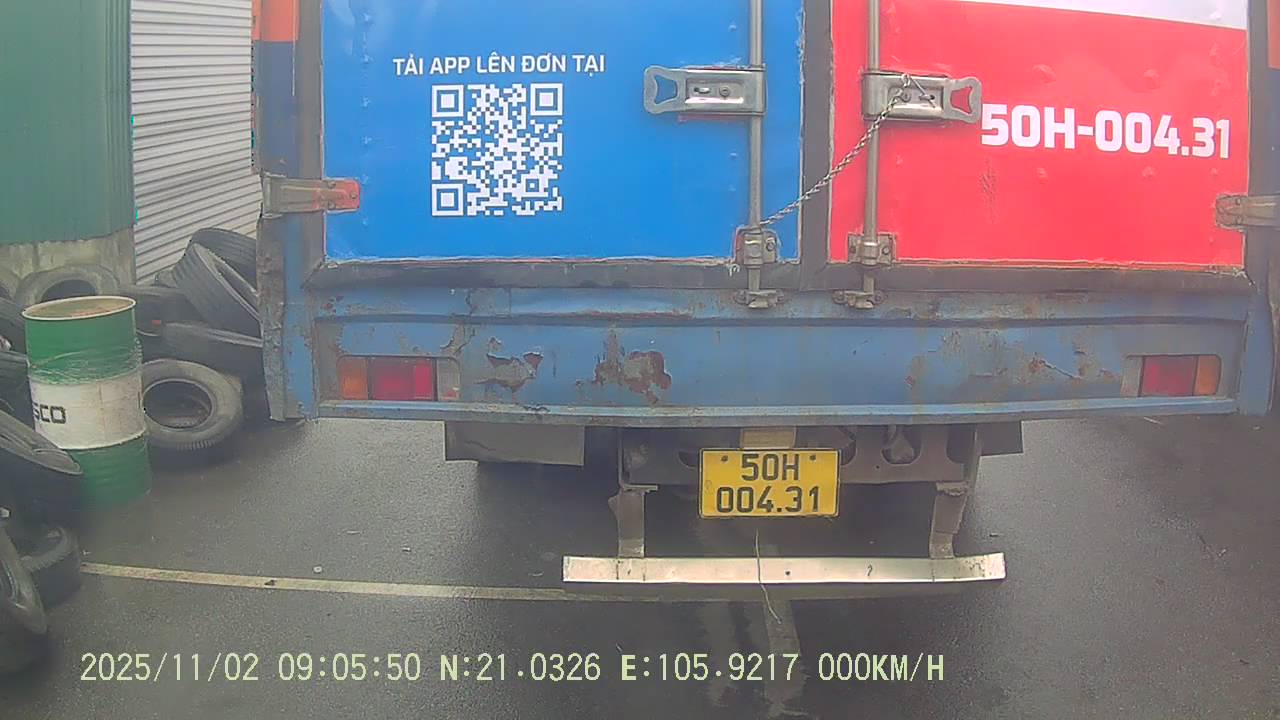 TẢI APP LÊN ĐƠN TẠI
50H-004.31
50H
004.31
2025/11/02 09:05:50 N:21.0326 E:105.9217 000KM/H